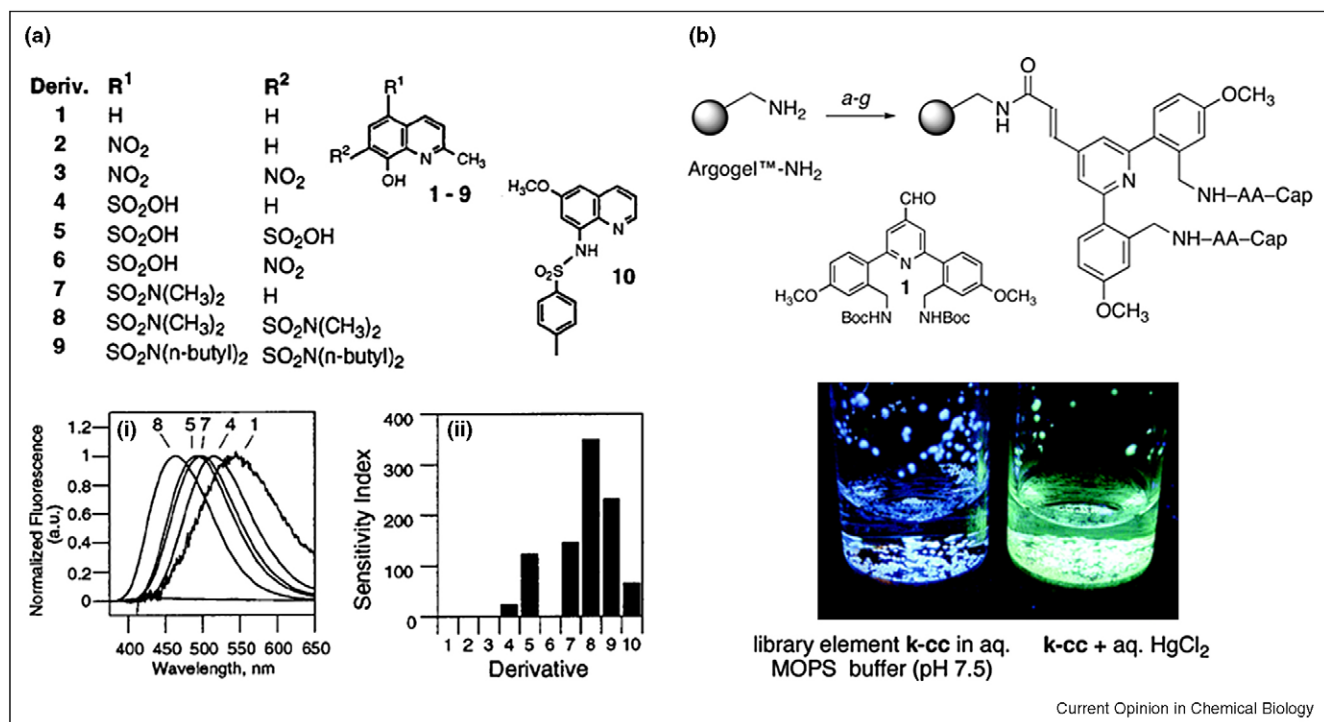 (a)
Deriv. R¹ R²
1 H H
2 NO₂ H
3 NO₂ NO₂
4 SO₂OH H
5 SO₂OH SO₂OH
6 SO₂OH NO₂
7 SO₂N(CH₃)₂ H
8 SO₂N(CH₃)₂ SO₂N(CH₃)₂
9 SO₂N(n-butyl)₂ SO₂N(n-butyl)₂
R¹
R²
N
CH₃
OH
1 - 9
CH₃O
N
NH
SO₂
10
(i)
8 5 7 4 1
Normalized Fluorescence
(a.u.)
1.2
1
0.8
0.6
0.4
0.2
0
400 450 500 550 600 650
Wavelength, nm
(ii)
Sensitivity Index
400
300
200
100
0
1 2 3 4 5 6 7 8 9 10
Derivative
(b)
NH₂
Argogel™-NH₂
a-g
O
N
H
OCH₃
N
NH–AA–Cap
NH–AA–Cap
OCH₃
CHO
N
1
CH₃O
OCH₃
BocHN
NHBoc
library element k-cc in aq.
MOPS buffer (pH 7.5)
k-cc + aq. HgCl₂
Current Opinion in Chemical Biology